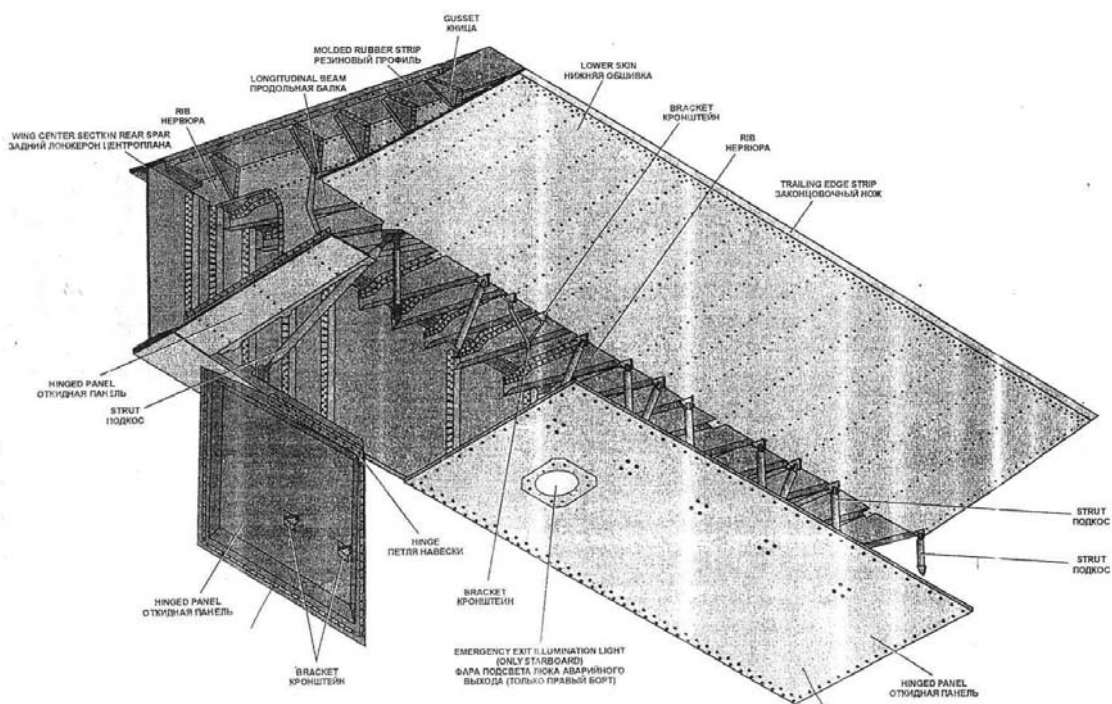 GUSSET
КНИЦА
MOLDED RUBBER STRIP
РЕЗИНОВЫЙ ПРОФИЛЬ
LONGITUDINAL BEAM
ПРОДОЛЬНАЯ БАЛКА
LOWER SKIN
НИЖНЯЯ ОБШИВКА
RIB
НЕРВЮРА
WING CENTER SECTION REAR SPAR
ЗАДНИЙ ЛОНЖЕРОН ЦЕНТРОПЛАНА
BRACKET
КРОНШТЕЙН
RIB
НЕРВЮРА
TRAILING EDGE STRIP
ЗАКОНЦОВОЧНЫЙ НОЖ
HINGED PANEL
ОТКИДНАЯ ПАНЕЛЬ
STRUT
ПОДКОС
STRUT
ПОДКОС
HINGE
ПЕТЛЯ НАВЕСКИ
STRUT
ПОДКОС
HINGED PANEL
ОТКИДНАЯ ПАНЕЛЬ
BRACKET
КРОНШТЕЙН
BRACKET
КРОНШТЕЙН
EMERGENCY EXIT ILLUMINATION LIGHT
(ONLY STARBOARD)
ФАРА ПОДСВЕТА ЛЮКА АВАРИЙНОГО
ВЫХОДА (ТОЛЬКО ПРАВЫЙ БОРТ)
HINGED PANEL
ОТКИДНАЯ ПАНЕЛЬ